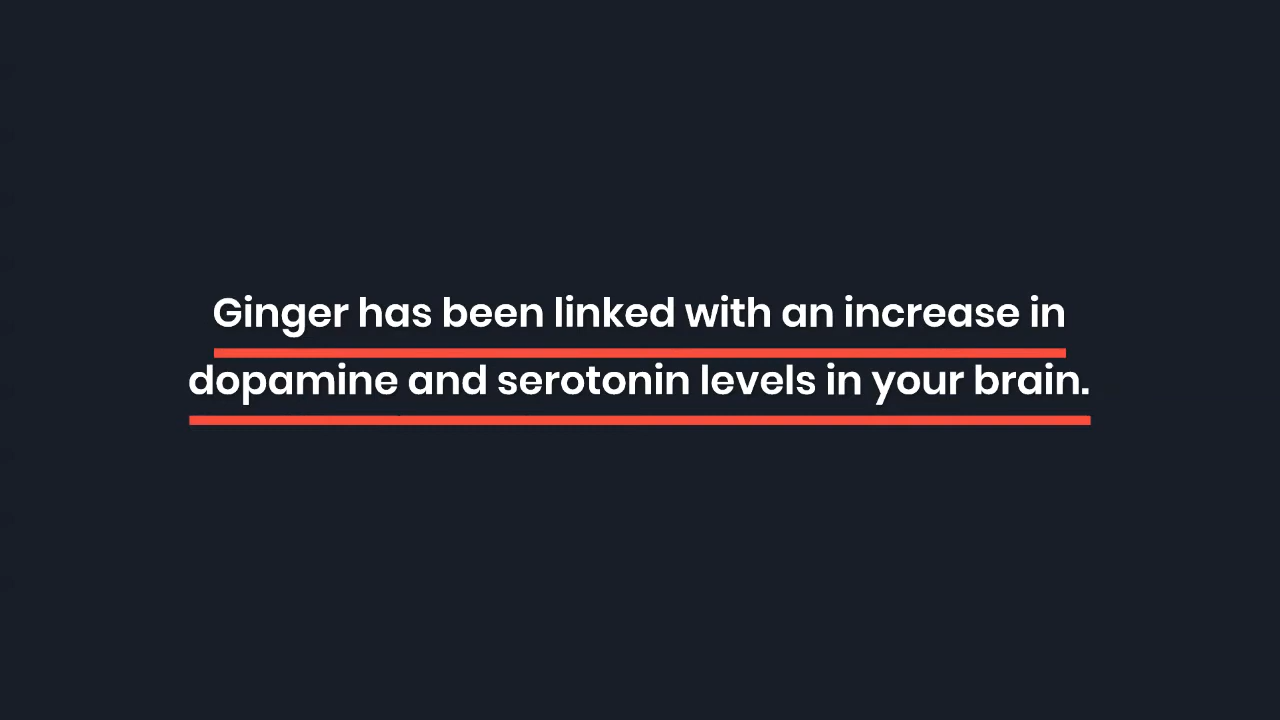 Ginger has been linked with an increase in
dopamine and serotonin levels in your brain.